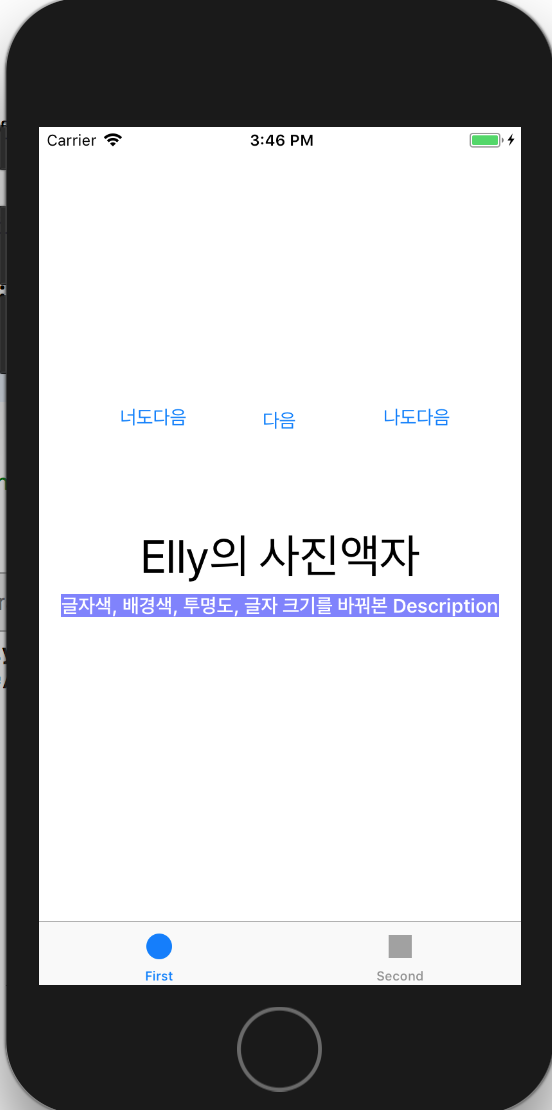 Carrier 3:46 PM
너도다음 다음 나도다음
Elly의 사진액자
글자색, 배경색, 투명도, 글자 크기를 바꿔본 Description
First Second